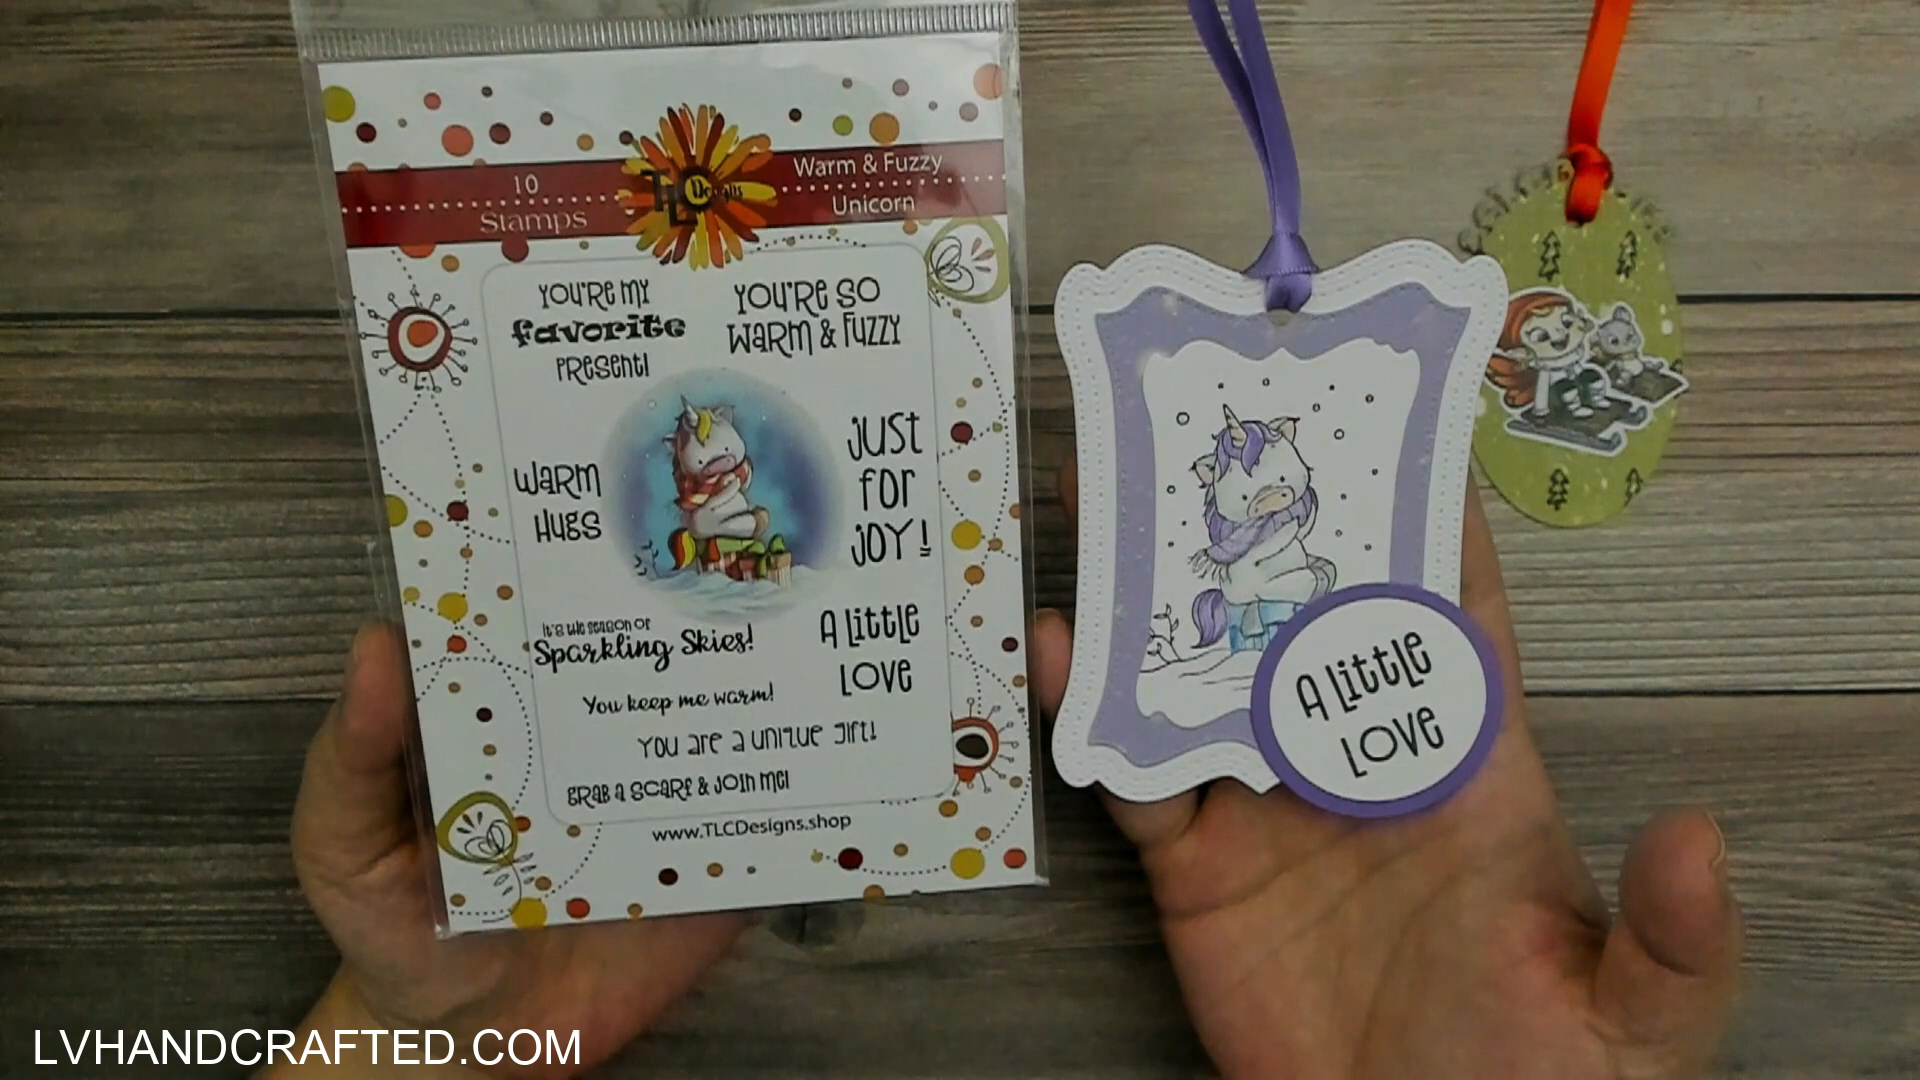 10
Stamps
TLC
Designs
Warm & Fuzzy
Unicorn
YOU'RE MY
favorite
PRESENT!
YOU'RE SO
WARM & FUZZY
WARM
HUGS
JUST
FOR
JOY!
IT'S THE SEASON OF
Sparkling Skies!
A LITTLE
LOVE
You keep me warm!
YOU ARE A UNIQUE GIFT!
GRAB A SCARF & JOIN ME!
www.TLCDesigns.shop
A LITTLE
LOVE
LVHANDCRAFTED.COM